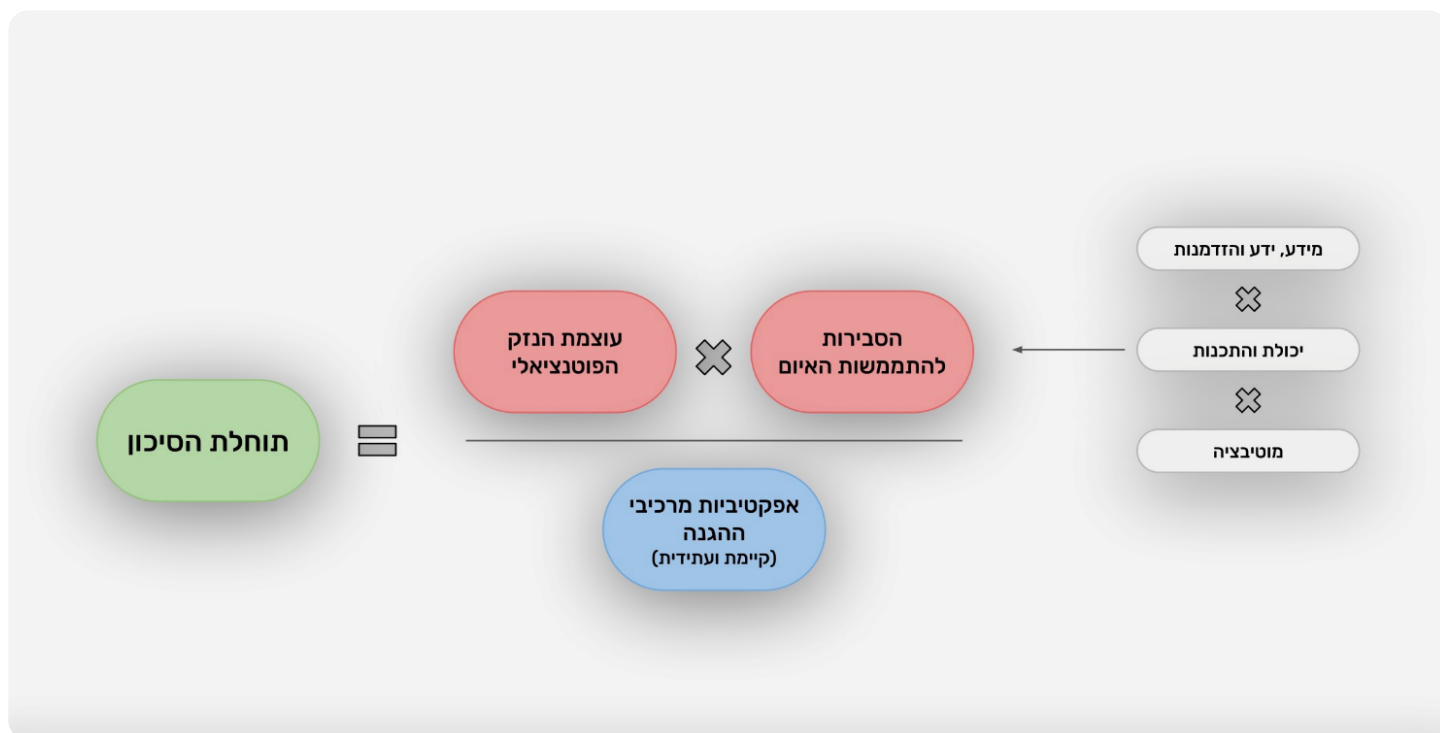 תוחלת הסיכון
עוצמת הנזק
הפוטנציאלי
הסבירות
להתממשות האיום
אפקטיביות מרכיבי
ההגנה
(קיימת ועתידית)
מידע, ידע והזדמנות
יכולת והתכנות
מוטיבציה